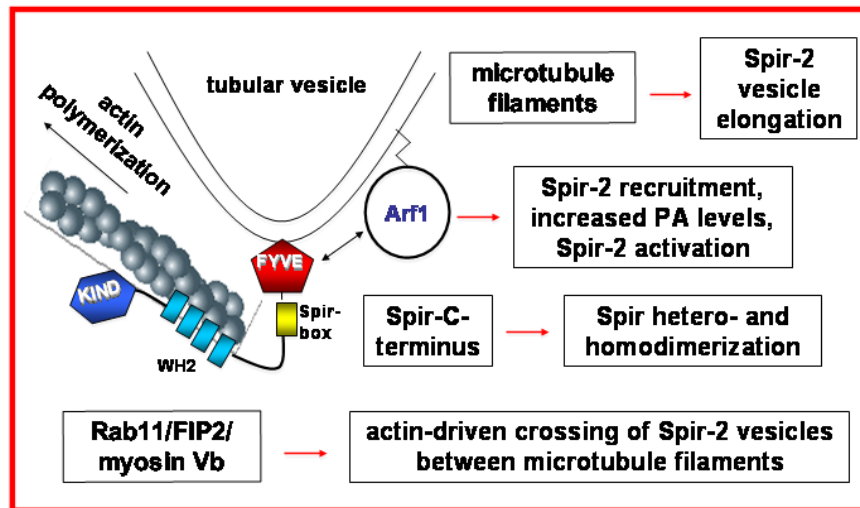 tubular vesicle
actin
polymerization
microtubule
filaments
Spir-2
vesicle
elongation
Arf1
Spir-2 recruitment,
increased PA levels,
Spir-2 activation
FYVE
KIND
WH2
Spir-
box
Spir-C-
terminus
Spir hetero- and
homodimerization
Rab11/FIP2/
myosin Vb
actin-driven crossing of Spir-2 vesicles
between microtubule filaments